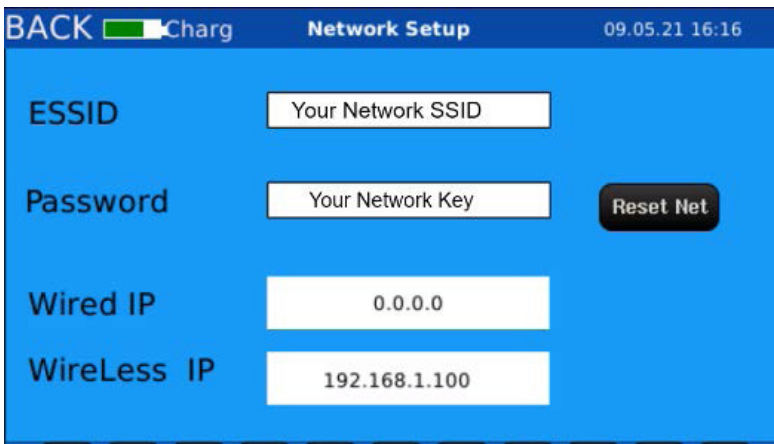 BACK Charg Network Setup 09.05.21 16:16
ESSID Your Network SSID
Password Your Network Key Reset Net
Wired IP 0.0.0.0
WireLess IP 192.168.1.100